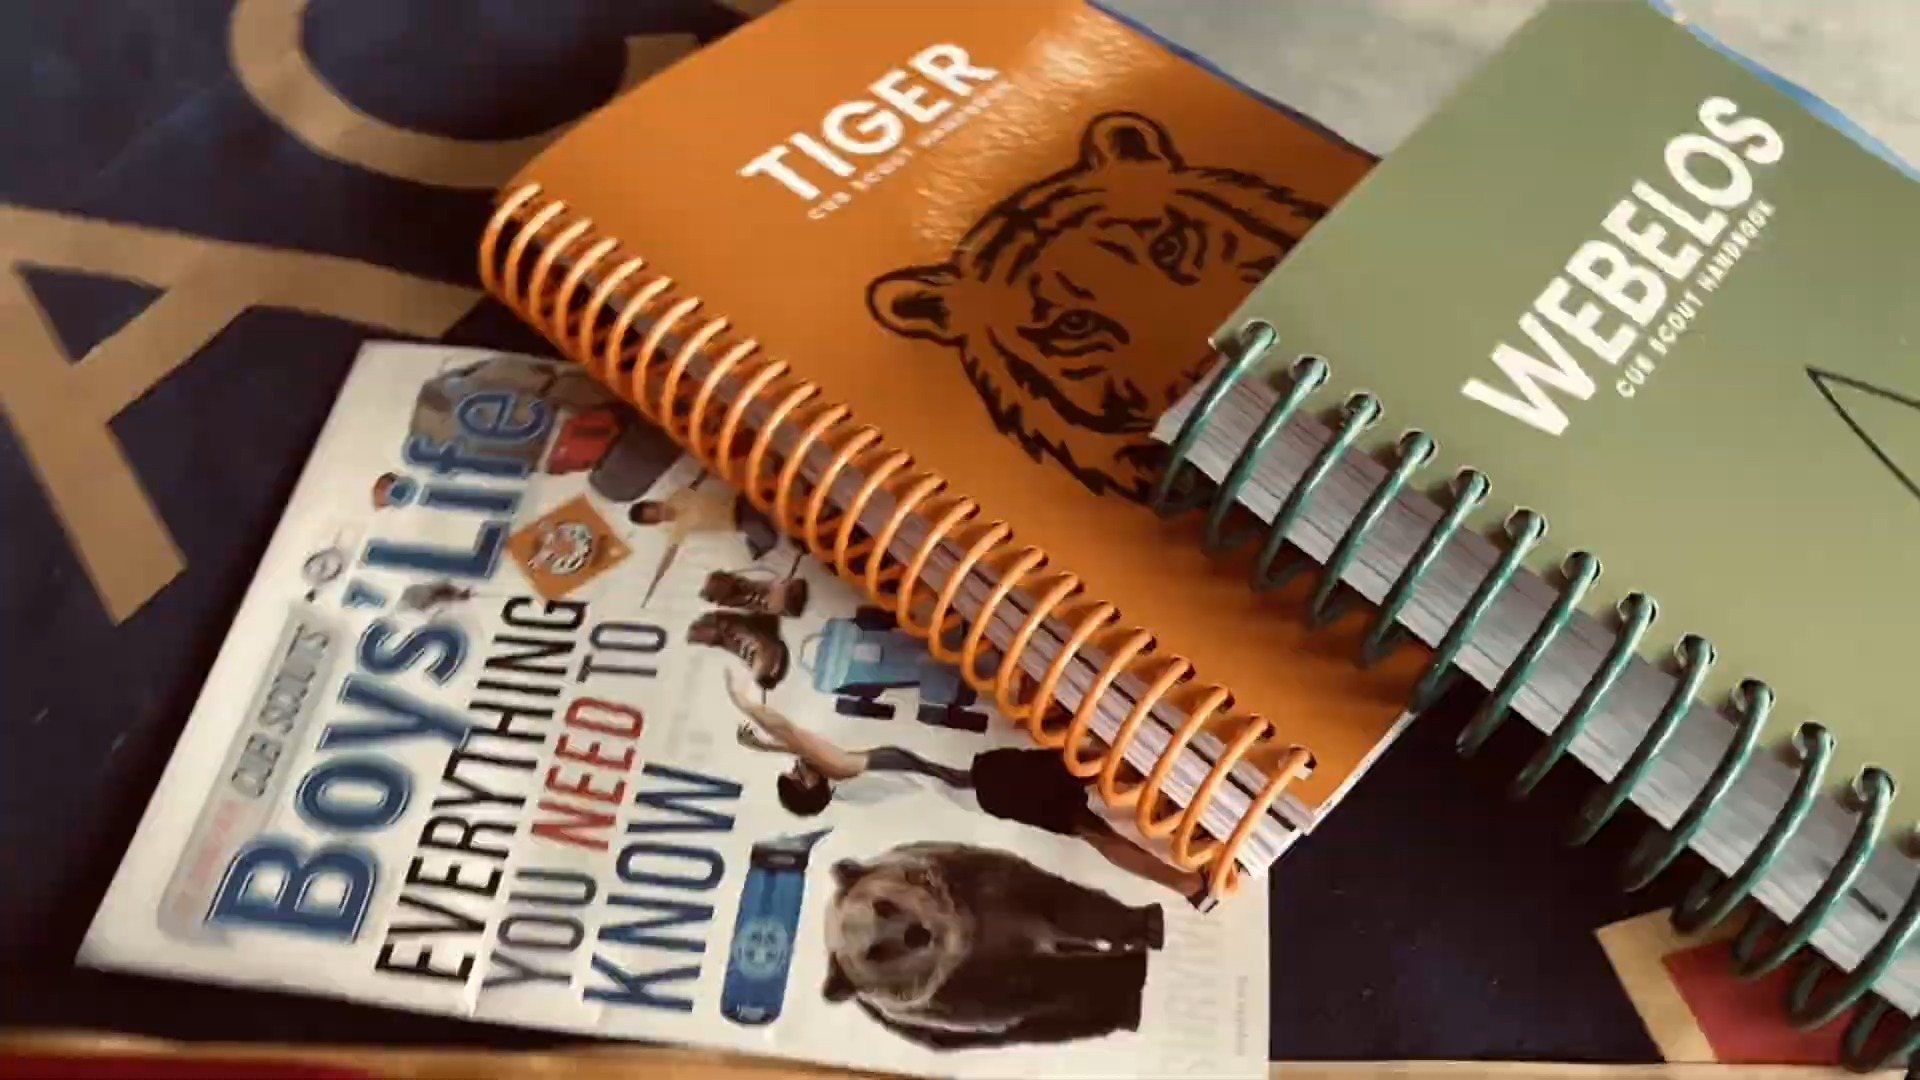 TIGER
CUB SCOUT HANDBOOK
WEBELOS
CUB SCOUT HANDBOOK
CUB SCOUTS
Boys' Life
EVERYTHING
YOU NEED TO
KNOW